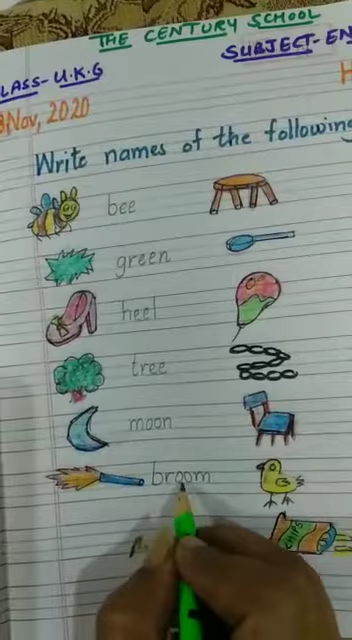 THE CENTURY SCHOOL
CLASS-U.K.G
SUBJECT-EN
Nov, 2020
Write names of the following
bee
green
heel
tree
moon
broom
CHIPS